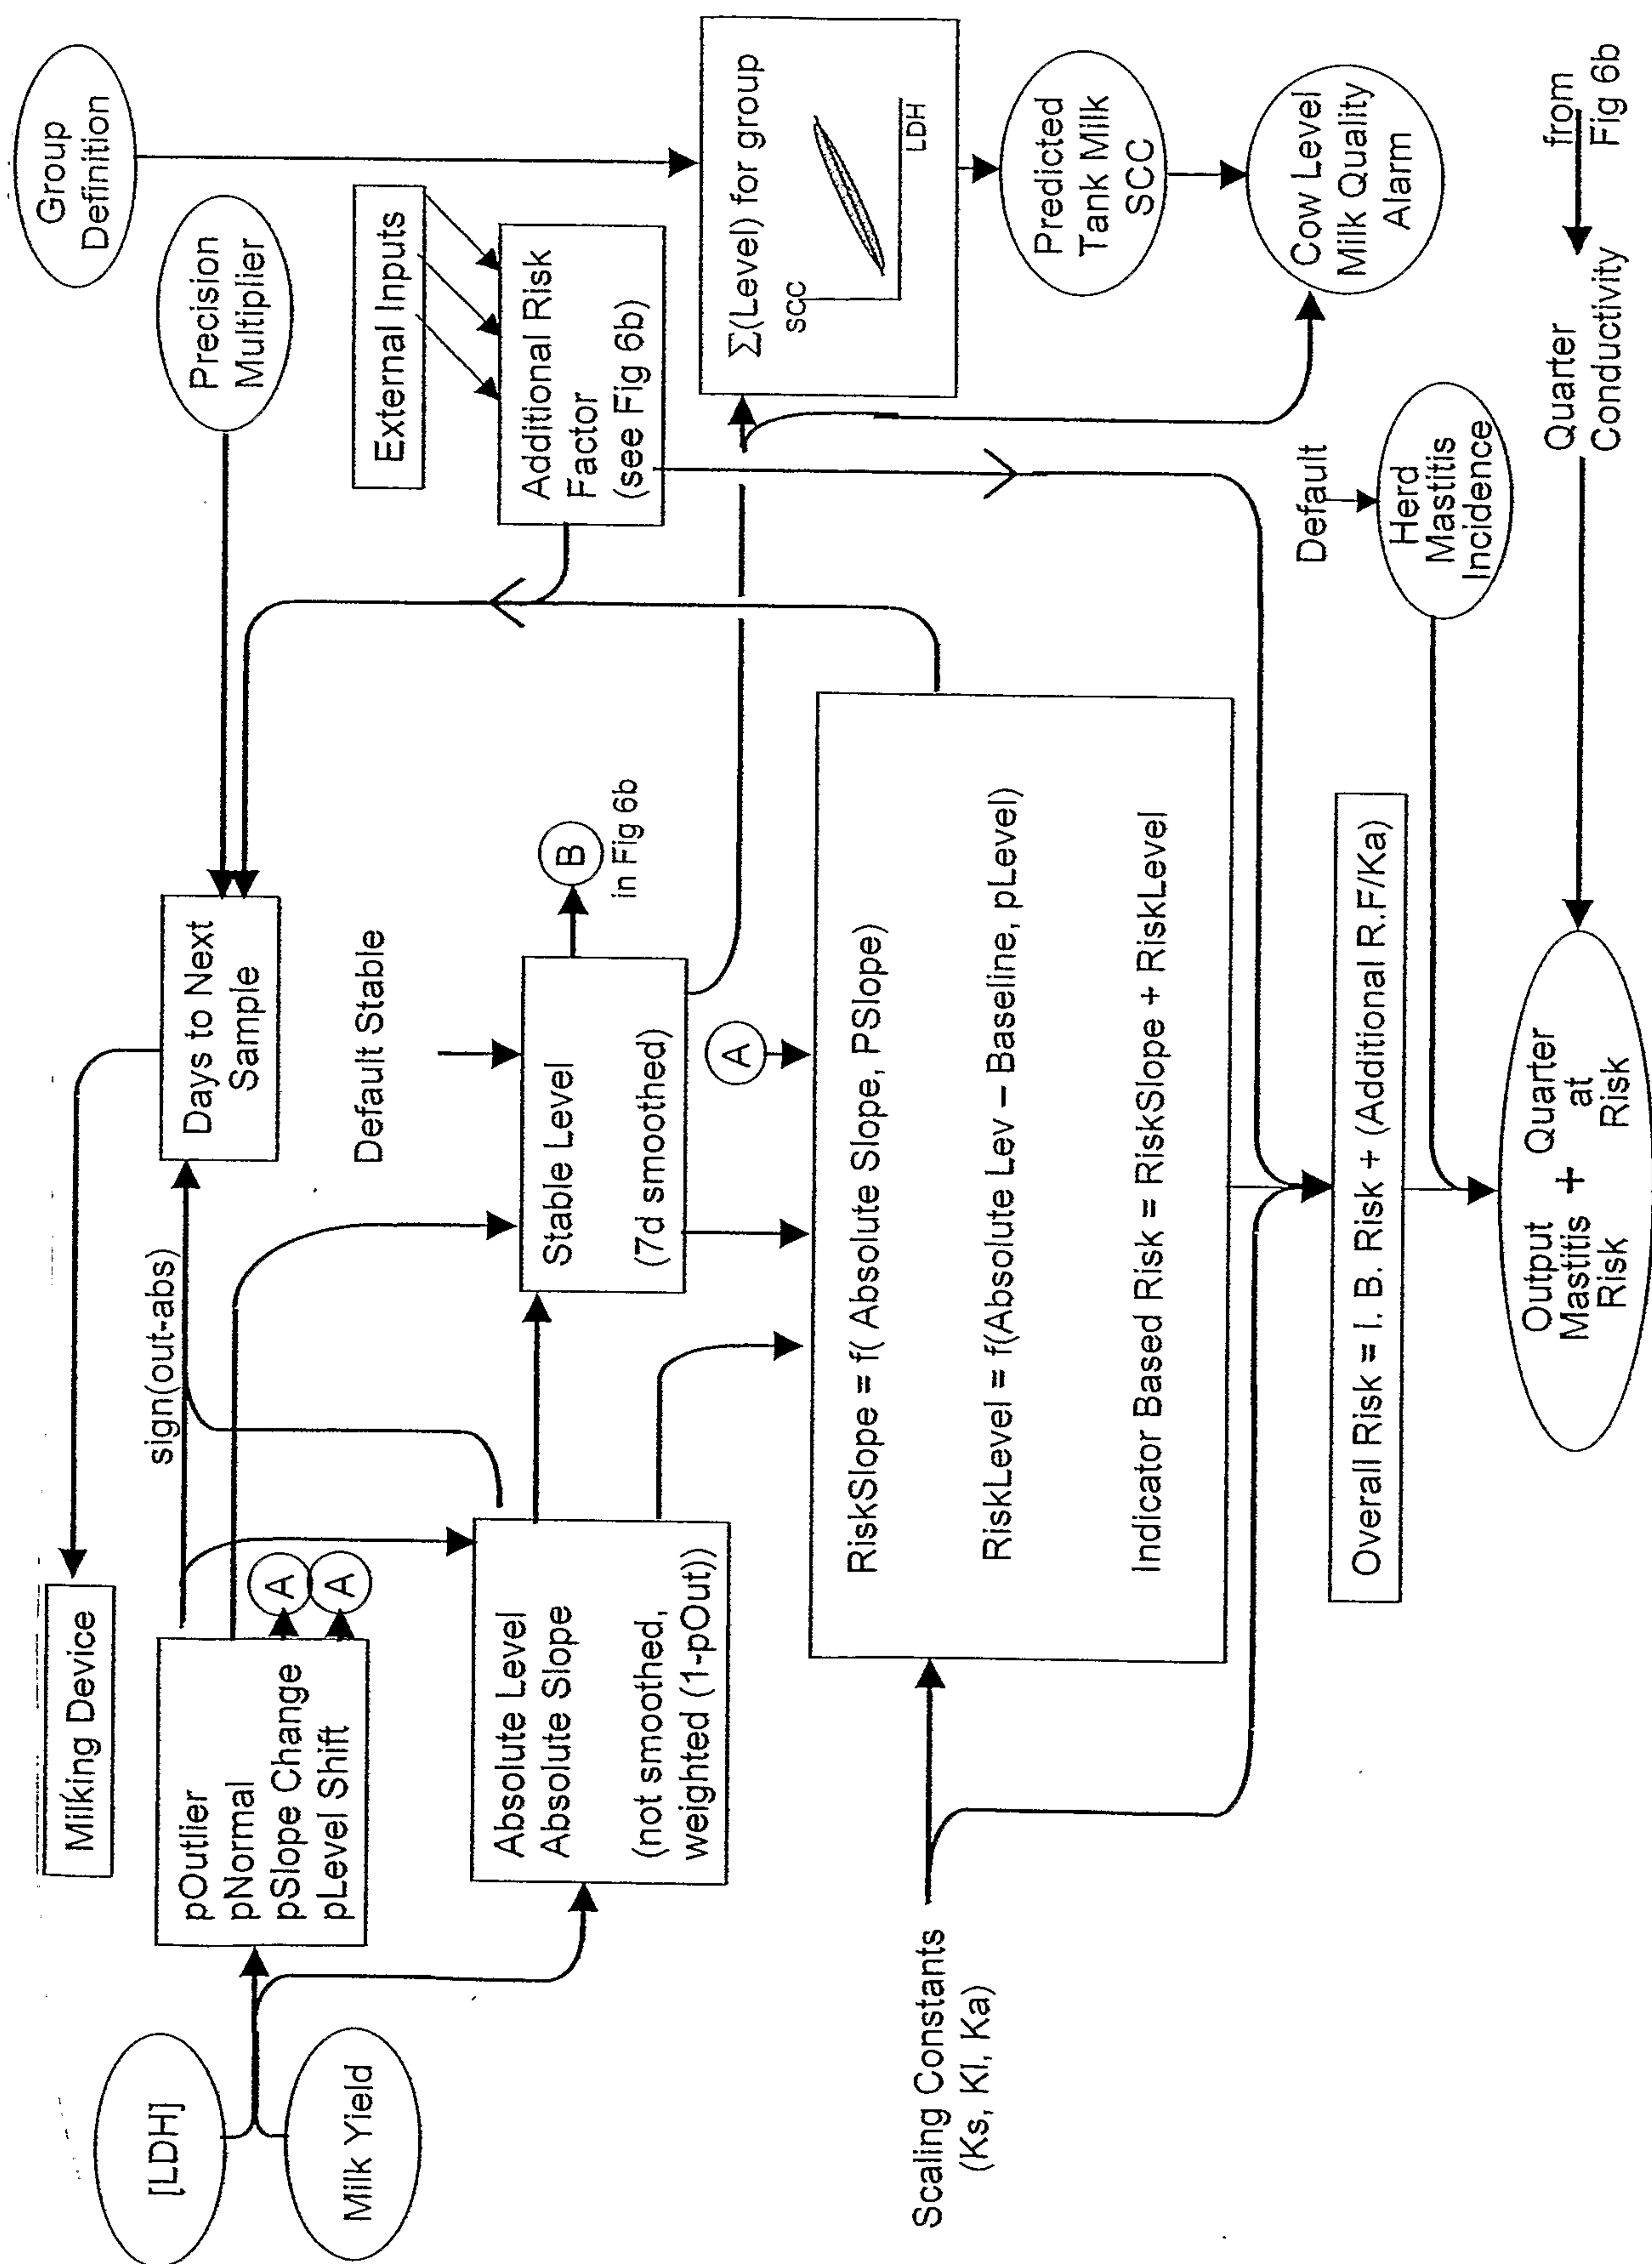 [LDH]
Milk Yield
Milking Device
pOutlier
pNormal
pSlope Change
pLevel Shift
A
A
sign(out-abs)
Days to Next
Sample
Precision
Multiplier
Group
Definition
Absolute Level
Absolute Slope
(not smoothed,
weighted (1-pOut))
Default Stable
Stable Level
(7d smoothed)
B
in Fig 6b
External Inputs
Additional Risk
Factor
(see Fig 6b)
Σ(Level) for group
SCC
LDH
Predicted
Tank Milk
SCC
Cow Level
Milk Quality
Alarm
A
Scaling Constants
(Ks, Kl, Ka)
RiskSlope = f( Absolute Slope, PSlope)
RiskLevel = f(Absolute Lev – Baseline, pLevel)
Indicator Based Risk = RiskSlope + RiskLevel
Overall Risk = I. B. Risk + (Additional R.F/Ka)
Default
Herd
Mastitis
Incidence
Output Quarter
Mastitis + at
Risk Risk
Quarter
Conductivity
from
Fig 6b